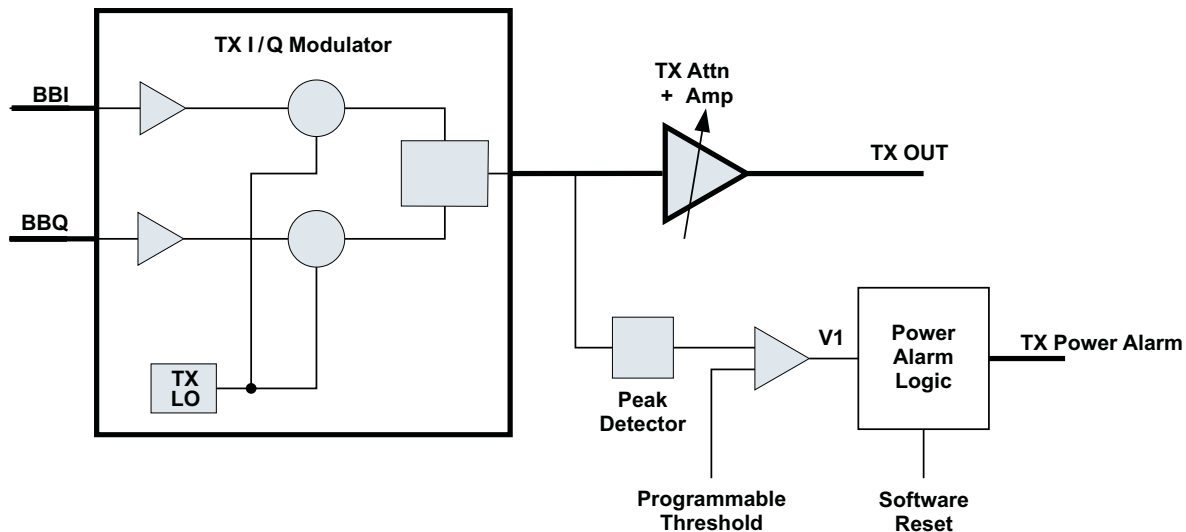 TX I/Q Modulator
BBI
BBQ
TX
LO
TX Attn
+ Amp
TX OUT
Peak
Detector
V1
Power
Alarm
Logic
TX Power Alarm
Programmable
Threshold
Software
Reset